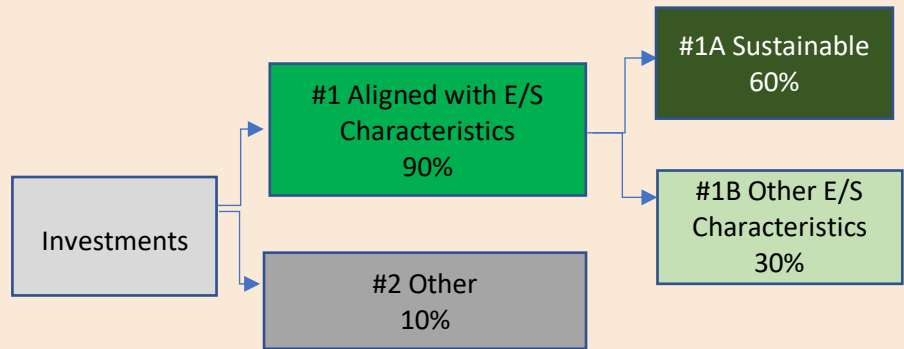 Investments
#1 Aligned with E/S
Characteristics
90%
#2 Other
10%
#1A Sustainable
60%
#1B Other E/S
Characteristics
30%